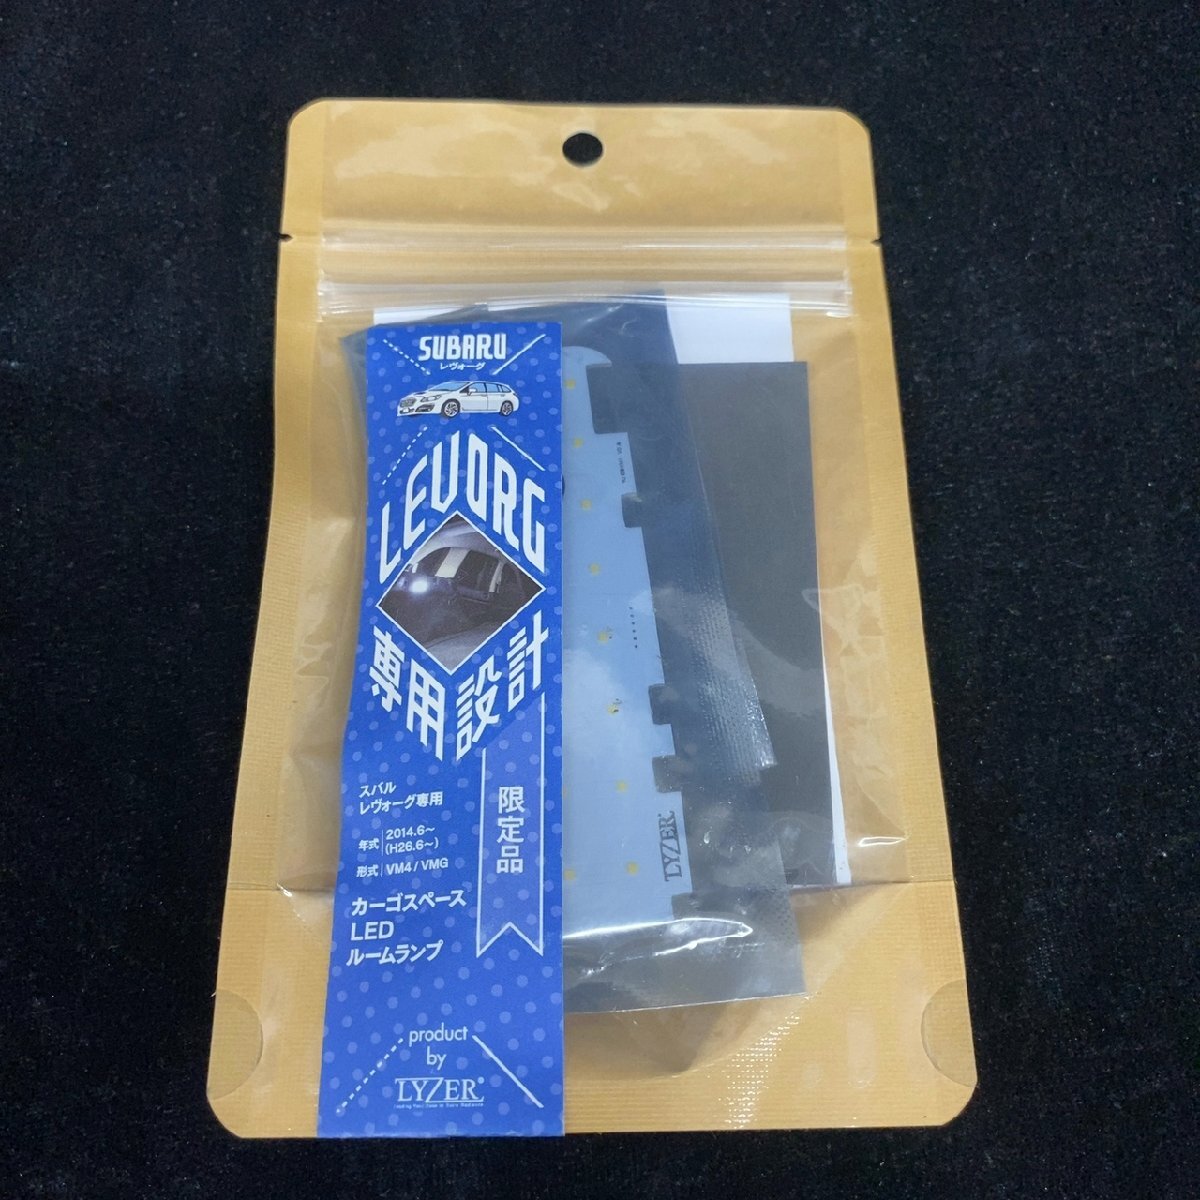 SUBARU
レヴォーグ
LEVORG
専用設計
限定品
スバル
レヴォーグ専用
年式 2014.6〜
(H26.6〜)
形式 VM4/VMG
カーゴスペース
LED
ルームランプ
product
by
LYZER
LYZER